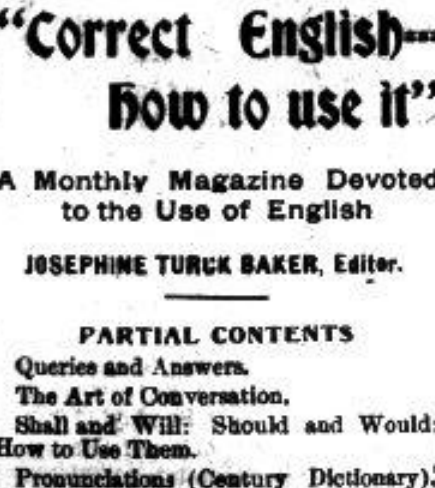 "Correct English—
how to use it"
A Monthly Magazine Devoted
to the Use of English
JOSEPHINE TURCK BAKER, Editor.
PARTIAL CONTENTS
Queries and Answers.
The Art of Conversation.
Shall and Will: Should and Would:
How to Use Them.
Pronunciations (Century Dictionary).